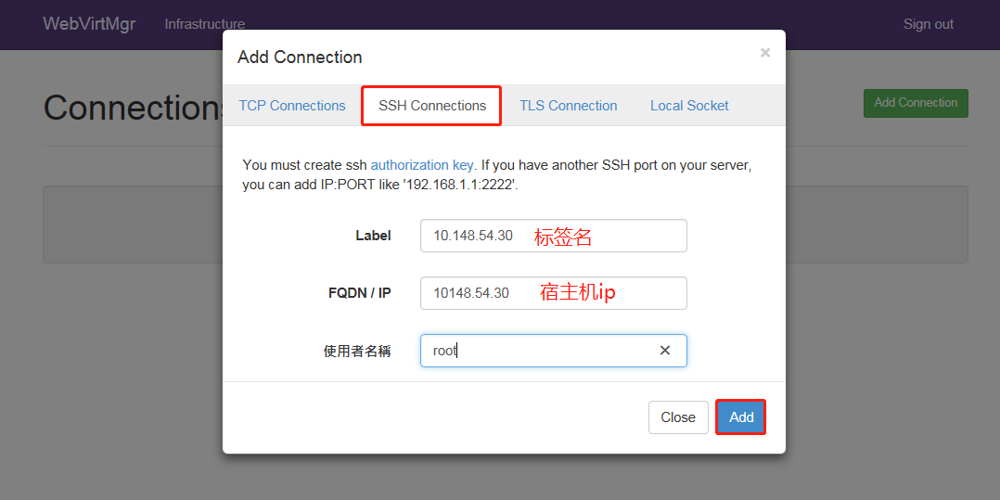 WebVirtMgr Infrastructure Sign out
Add Connection ×
Connections
Add Connection
TCP Connections SSH Connections TLS Connection Local Socket
You must create ssh authorization key. If you have another SSH port on your server,
you can add IP:PORT like '192.168.1.1:2222'.
Label 10.148.54.30 标签名
FQDN / IP 10148.54.30 宿主机ip
使用者名稱 root ×
Close Add